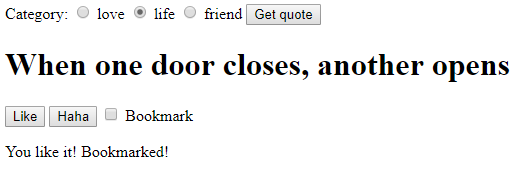 Category: love life friend Get quote
When one door closes, another opens
Like Haha Bookmark
You like it! Bookmarked!